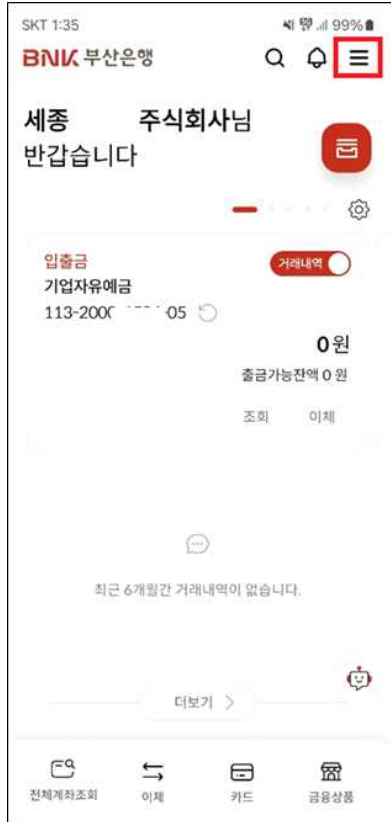 SKT 1:35 99%
BNK 부산은행
세종 주식회사님
반갑습니다
입출금
거래내역
기업자유예금
113-200 05
0원
출금가능잔액 0 원
조회 이체
최근 6개월간 거래내역이 없습니다.
더보기 >
전체계좌조회 이체 카드 금융상품